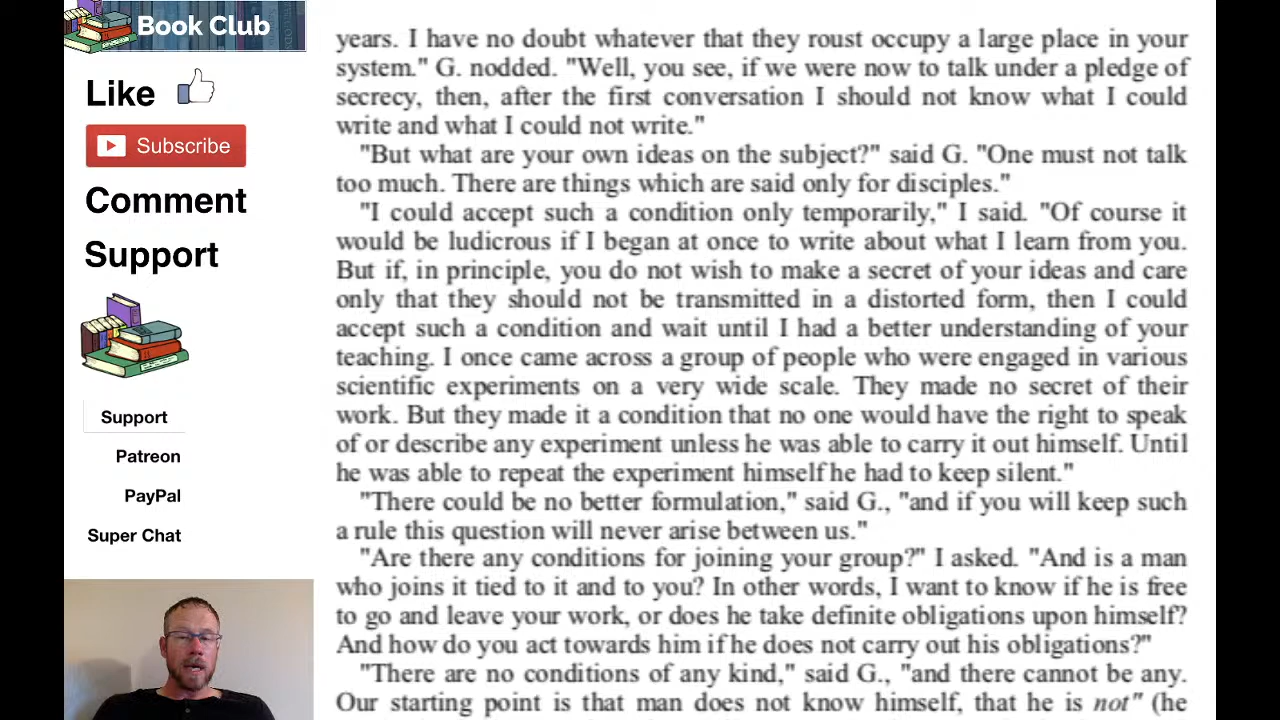 Book Club
Like
Subscribe
Comment
Support
Support
Patreon
PayPal
Super Chat
years. I have no doubt whatever that they roust occupy a large place in your
system." G. nodded. "Well, you see, if we were now to talk under a pledge of
secrecy, then, after the first conversation I should not know what I could
write and what I could not write."
"But what are your own ideas on the subject?" said G. "One must not talk
too much. There are things which are said only for disciples."
"I could accept such a condition only temporarily," I said. "Of course it
would be ludicrous if I began at once to write about what I learn from you.
But if, in principle, you do not wish to make a secret of your ideas and care
only that they should not be transmitted in a distorted form, then I could
accept such a condition and wait until I had a better understanding of your
teaching. I once came across a group of people who were engaged in various
scientific experiments on a very wide scale. They made no secret of their
work. But they made it a condition that no one would have the right to speak
of or describe any experiment unless he was able to carry it out himself. Until
he was able to repeat the experiment himself he had to keep silent."
"There could be no better formulation," said G., "and if you will keep such
a rule this question will never arise between us."
"Are there any conditions for joining your group?" I asked. "And is a man
who joins it tied to it and to you? In other words, I want to know if he is free
to go and leave your work, or does he take definite obligations upon himself?
And how do you act towards him if he does not carry out his obligations?"
"There are no conditions of any kind," said G., "and there cannot be any.
Our starting point is that man does not know himself, that he is not" (he